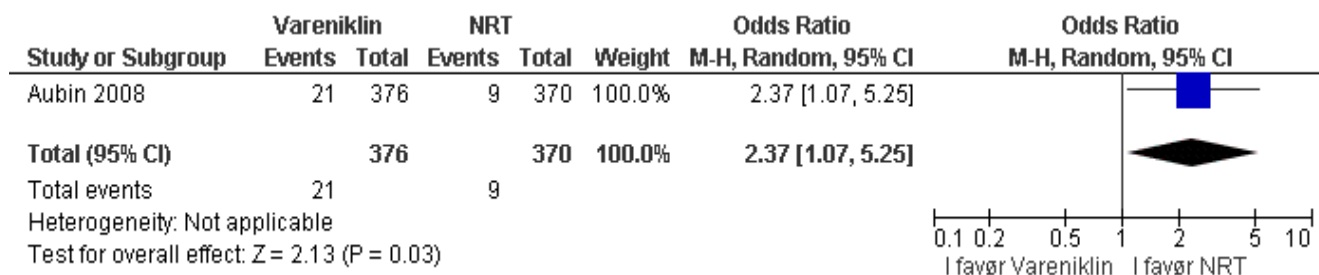 Vareniklin NRT Odds Ratio Odds Ratio
Study or Subgroup Events Total Events Total Weight M-H, Random, 95% CI M-H, Random, 95% CI
Aubin 2008 21 376 9 370 100.0% 2.37 [1.07, 5.25]
Total (95% CI) 376 370 100.0% 2.37 [1.07, 5.25]
Total events 21 9
Heterogeneity: Not applicable
Test for overall effect: Z = 2.13 (P = 0.03)
0.1 0.2 0.5 1 2 5 10
I favør Vareniklin I favør NRT